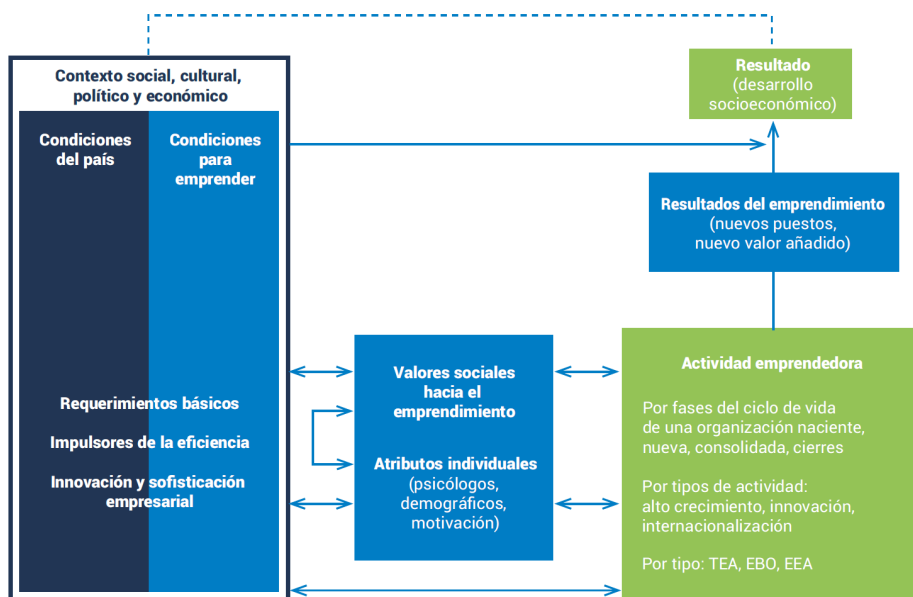 Contexto social, cultural,
político y económico
Condiciones
del país
Condiciones
para
emprender
Requerimientos básicos
Impulsores de la eficiencia
Innovación y sofisticación
empresarial
Valores sociales
hacia el
emprendimiento
Atributos individuales
(psicólogos,
demográficos,
motivación)
Resultado
(desarrollo
socioeconómico)
Resultados del emprendimiento
(nuevos puestos,
nuevo valor añadido)
Actividad emprendedora
Por fases del ciclo de vida
de una organización naciente,
nueva, consolidada, cierres
Por tipos de actividad:
alto crecimiento, innovación,
internacionalización
Por tipo: TEA, EBO, EEA